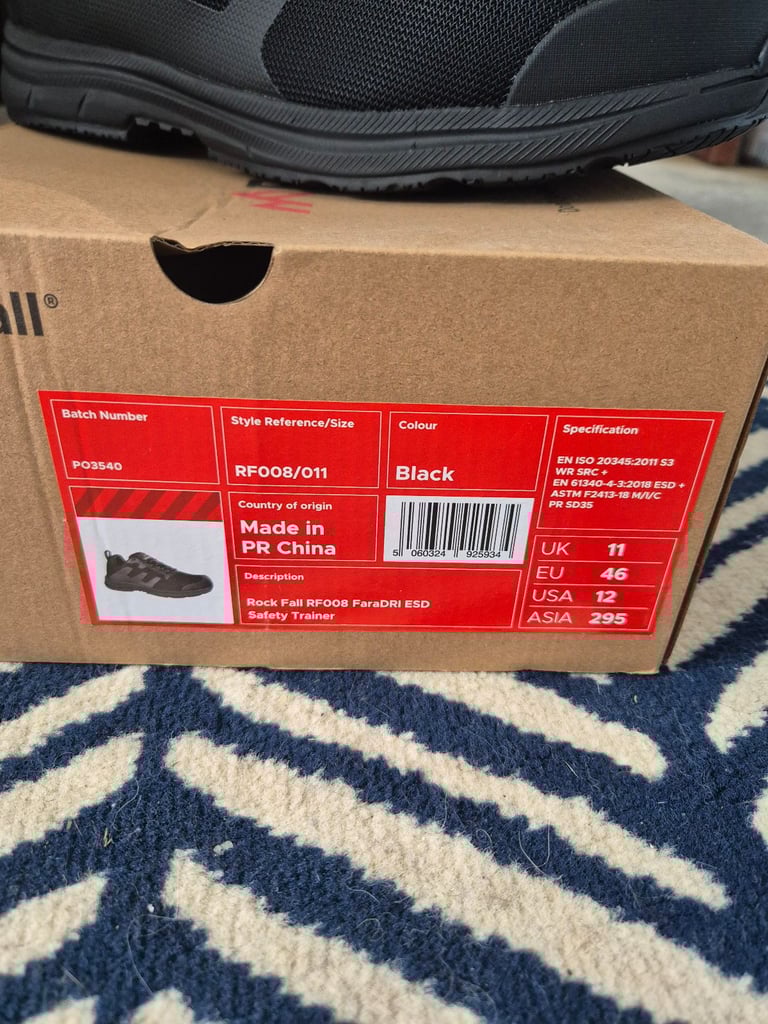 all®
Batch Number
PO3540
Style Reference/Size
RF008/011
Colour
Black
Specification
EN ISO 20345:2011 S3
WR SRC +
EN 61340-4-3:2018 ESD +
ASTM F2413-18 M/I/C
PR SD35
Country of origin
Made in
PR China
5 060324 925934
Description
Rock Fall RF008 FaraDRI ESD
Safety Trainer
UK 11
EU 46
USA 12
ASIA 295